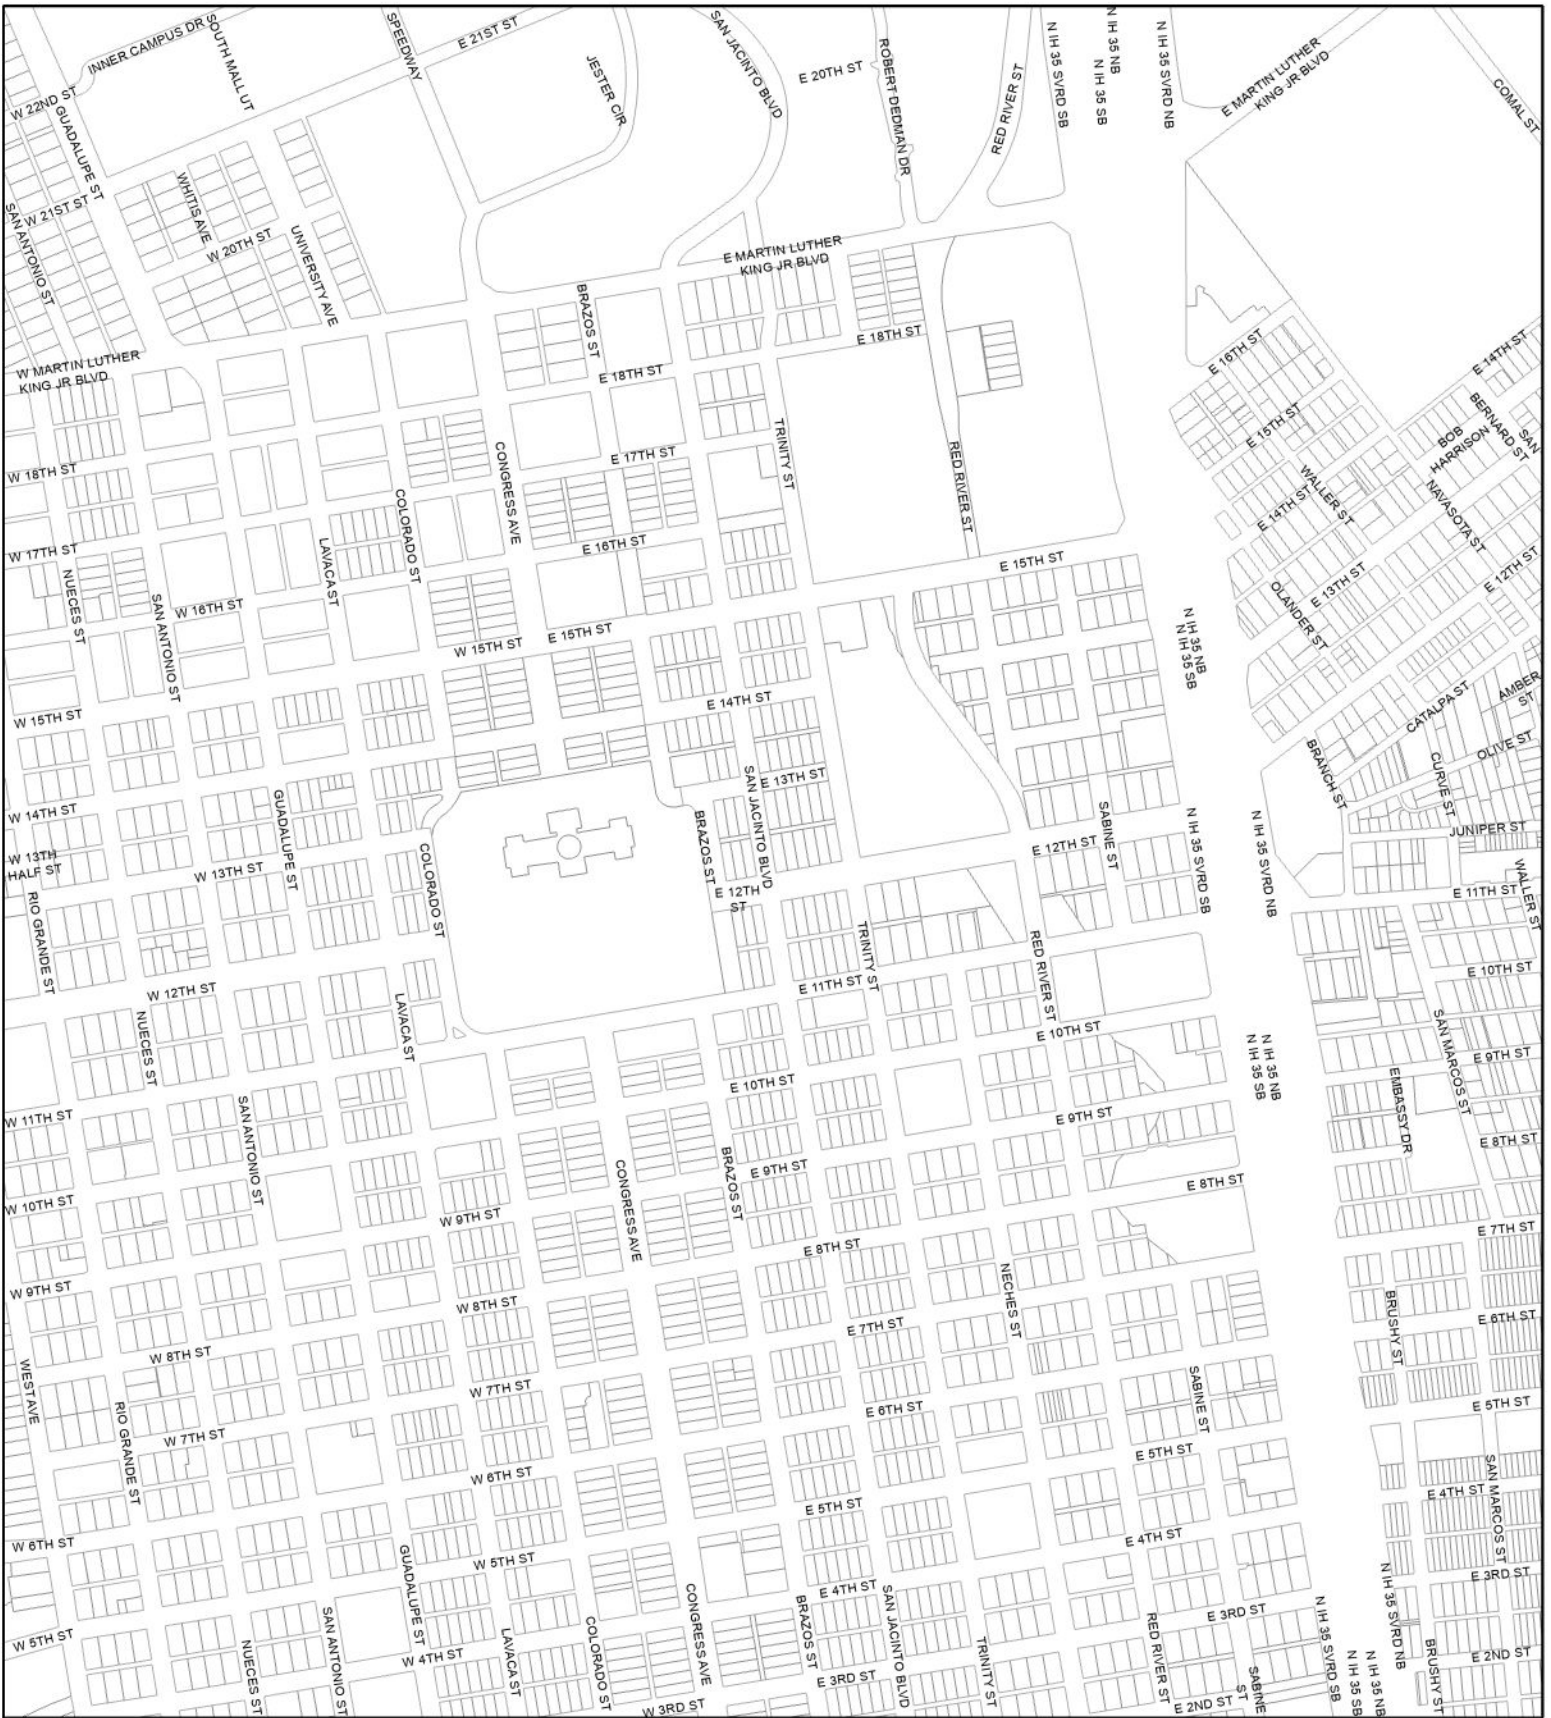 INNER CAMPUS DR
SOUTH MALL UT
SPEEDWAY
E 21ST ST
SAN JACINTO BLVD
JESTER CIR
E 20TH ST
ROBERT DEDMAN DR
RED RIVER ST
N IH 35 SVRD SB
N IH 35 NB
N IH 35 SB
N IH 35 SVRD NB
E MARTIN LUTHER
KING JR BLVD
COMAL ST
W 22ND ST
GUADALUPE ST
WHITIS AVE
W 21ST ST
SAN ANTONIO ST
W 20TH ST
UNIVERSITY AVE
E MARTIN LUTHER
KING JR BLVD
BRAZOS ST
E 18TH ST
E 16TH ST
E 14TH ST
W MARTIN LUTHER
KING JR BLVD
E 18TH ST
BERNARD ST
SAN
BOB
HARRISON
E 15TH ST
TRINITY ST
CONGRESS AVE
E 17TH ST
RED RIVER ST
W 18TH ST
COLORADO ST
WALLER ST
E 14TH ST
NAVASOTA ST
LAVACA ST
E 16TH ST
W 17TH ST
E 15TH ST
E 12TH ST
NUECES ST
SAN ANTONIO ST
W 16TH ST
OLANDER ST
E 13TH ST
E 15TH ST
W 15TH ST
N IH 35 NB
N IH 35 SB
W 15TH ST
E 14TH ST
CATALPA ST
AMBER
ST
BRANCH ST
CURVE ST
OLIVE ST
W 14TH ST
GUADALUPE ST
SAN JACINTO BLVD
E 13TH ST
BRAZOS ST
SABINE ST
N IH 35 SVRD SB
N IH 35 SVRD NB
JUNIPER ST
W 13TH
HALF ST
W 13TH ST
COLORADO ST
E 12TH ST
E 12TH
ST
E 11TH ST
WALLER ST
RIO GRANDE ST
TRINITY ST
RED RIVER ST
E 10TH ST
W 12TH ST
E 11TH ST
NUECES ST
LAVACA ST
E 10TH ST
SAN MARCOS ST
N IH 35 NB
N IH 35 SB
E 9TH ST
EMBASSY DR
E 10TH ST
W 11TH ST
SAN ANTONIO ST
E 9TH ST
E 8TH ST
CONGRESS AVE
BRAZOS ST
E 9TH ST
E 8TH ST
W 10TH ST
W 9TH ST
E 7TH ST
E 8TH ST
NECHES ST
W 9TH ST
W 8TH ST
BRUSHY ST
E 6TH ST
E 7TH ST
W 8TH ST
WEST AVE
RIO GRANDE ST
W 7TH ST
SABINE ST
E 5TH ST
E 6TH ST
W 7TH ST
E 5TH ST
W 6TH ST
SAN MARCOS ST
E 4TH ST
E 5TH ST
W 6TH ST
GUADALUPE ST
E 4TH ST
W 5TH ST
N IH 35 SVRD NB
E 3RD ST
E 4TH ST
SAN JACINTO BLVD
CONGRESS AVE
BRAZOS ST
E 3RD ST
N IH 35 SVRD SB
W 5TH ST
NUECES ST
SAN ANTONIO ST
W 4TH ST
LAVACA ST
COLORADO ST
TRINITY ST
RED RIVER ST
SABINE
ST
N IH 35 SB
N IH 35 NB
BRUSHY ST
E 2ND ST
E 3RD ST
W 3RD ST
E 2ND ST